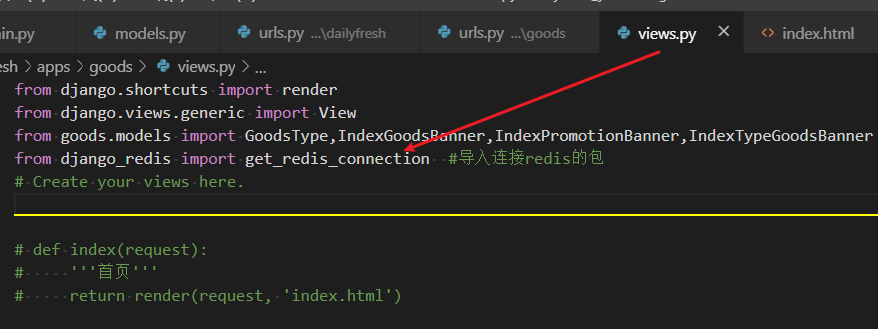 in.py models.py urls.py ...\dailyfresh urls.py ...\goods views.py × index.html
esh > apps > goods > views.py > ...
from django.shortcuts import render
from django.views.generic import View
from goods.models import GoodsType,IndexGoodsBanner,IndexPromotionBanner,IndexTypeGoodsBanner
from django_redis import get_redis_connection  #导入连接redis的包
# Create your views here.
# def index(request):
#     '''首页'''
#     return render(request, 'index.html')